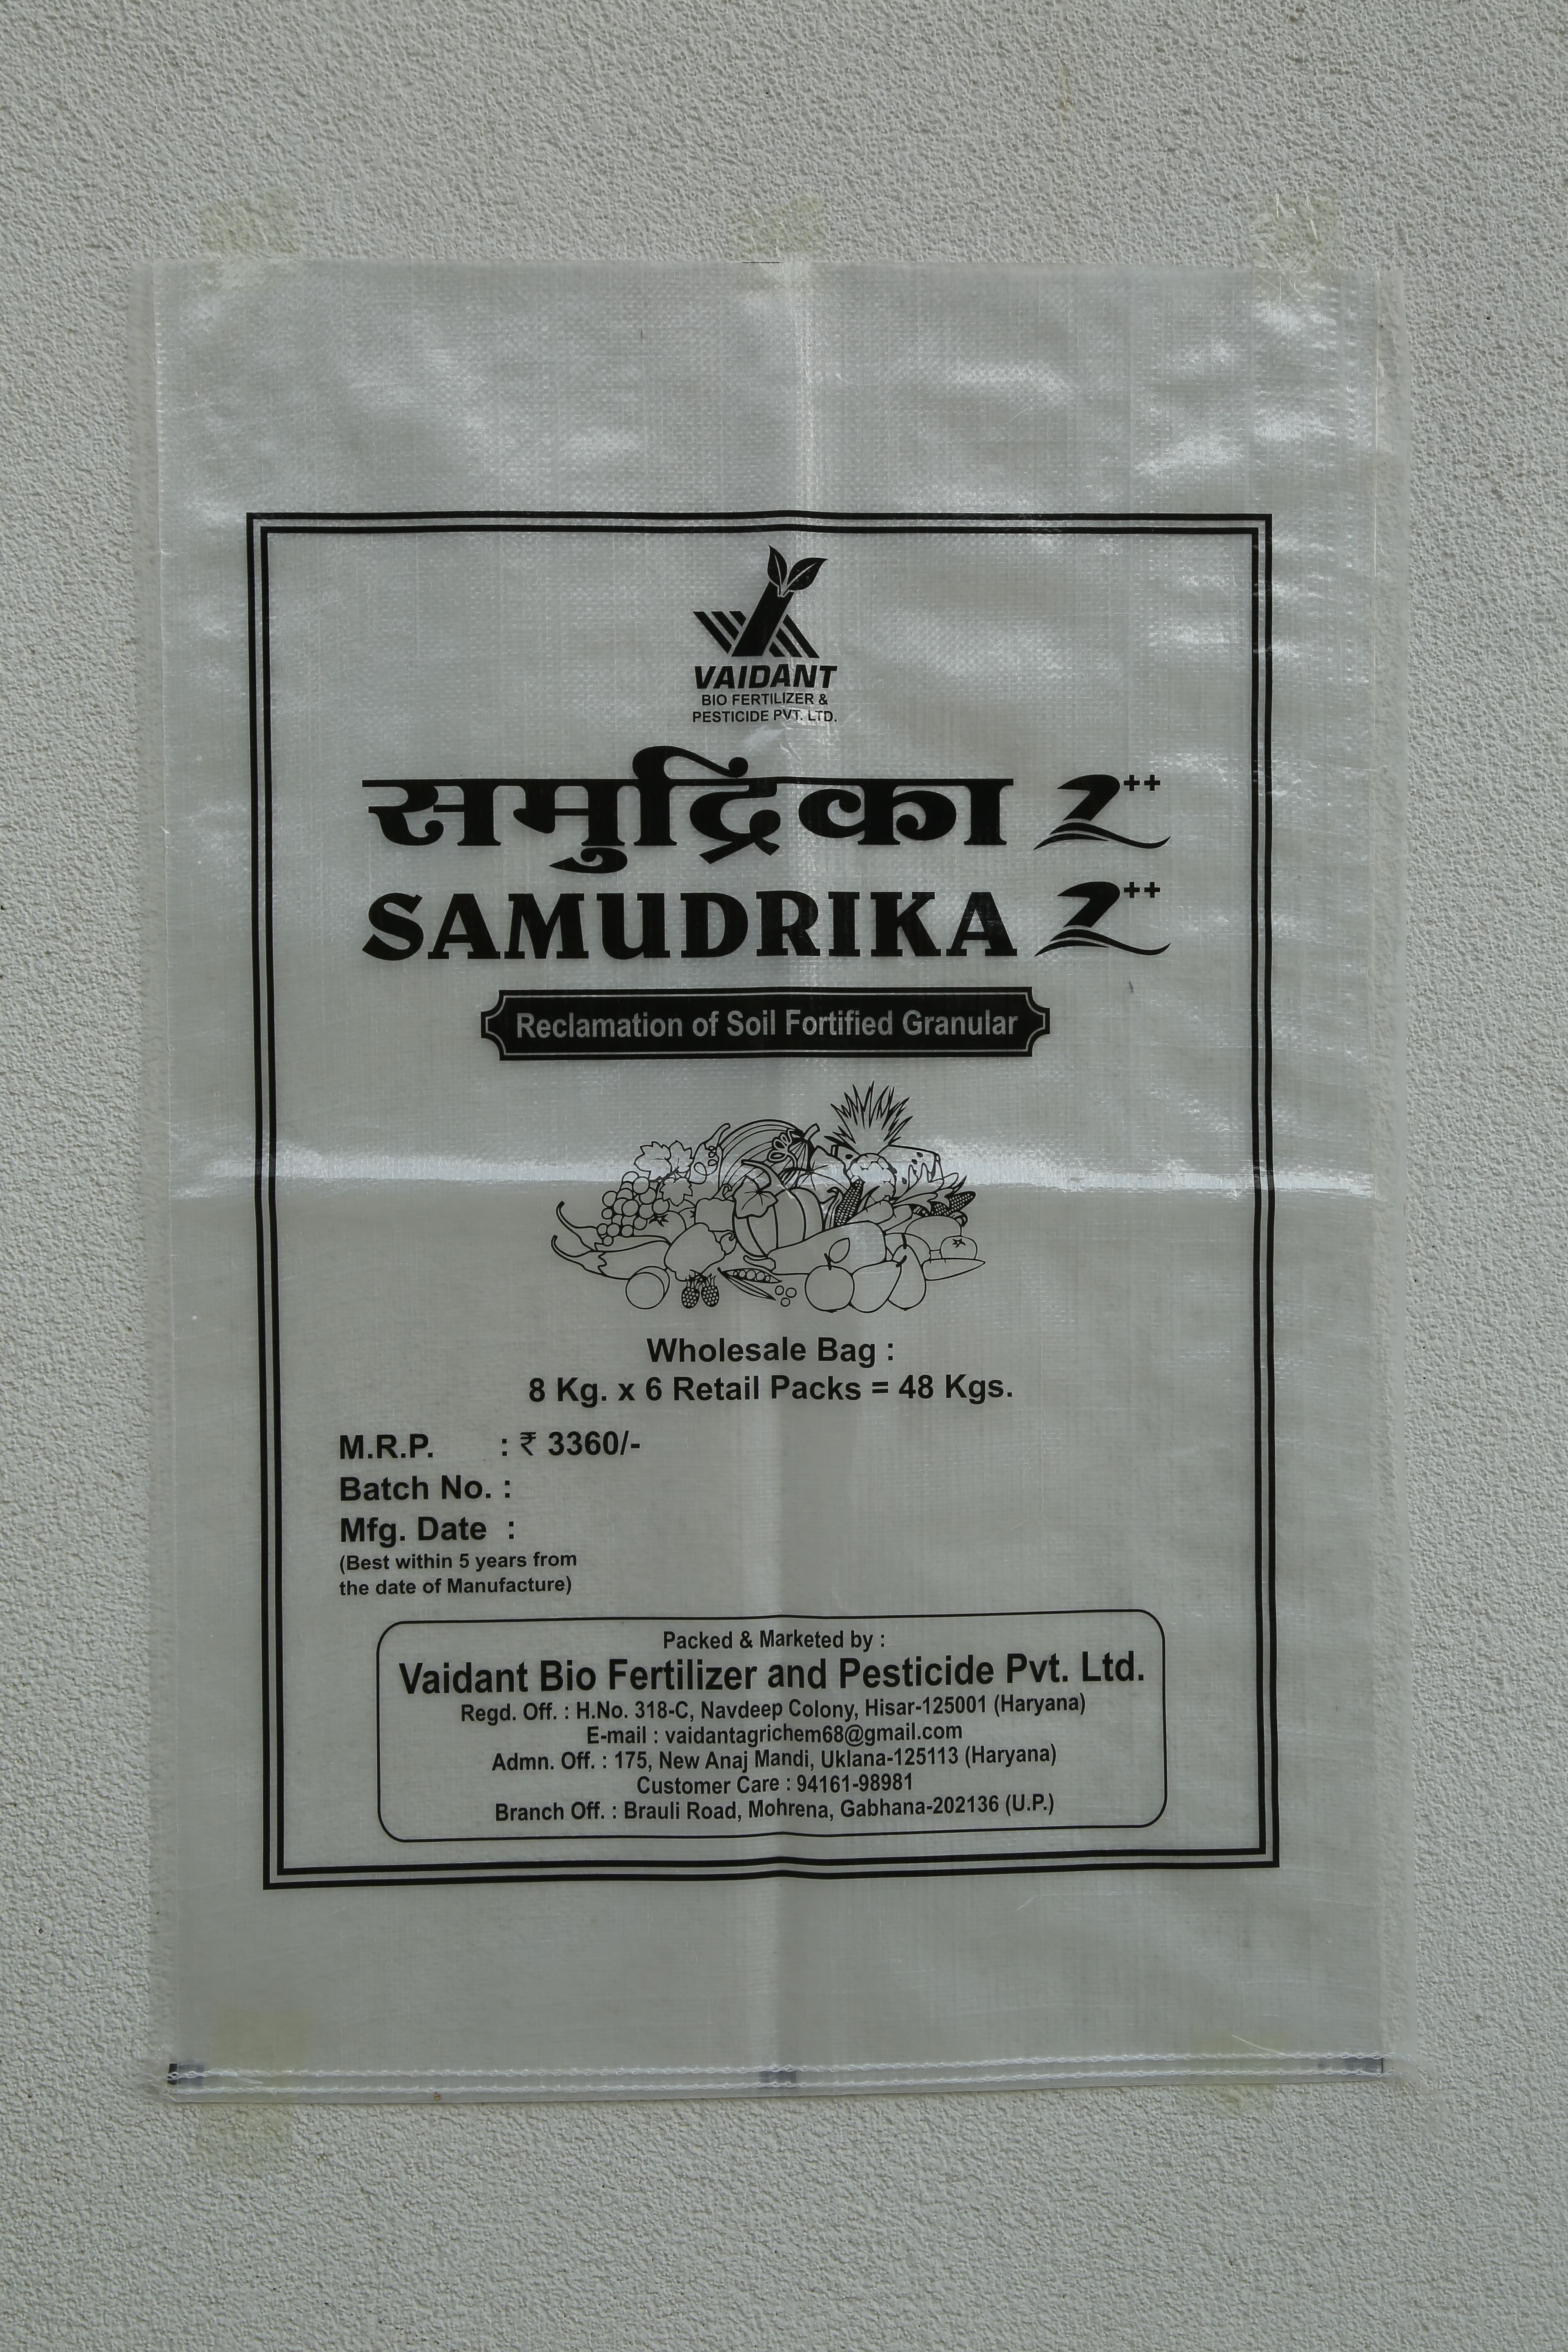 VAIDANT
BIO FERTILIZER &
PESTICIDE PVT. LTD.
समुद्रिका Z++
SAMUDRIKA Z++
Reclamation of Soil Fortified Granular
Wholesale Bag :
8 Kg. x 6 Retail Packs = 48 Kgs.
M.R.P. : ₹ 3360/-
Batch No. :
Mfg. Date :
(Best within 5 years from
the date of Manufacture)
Packed & Marketed by :
Vaidant Bio Fertilizer and Pesticide Pvt. Ltd.
Regd. Off. : H.No. 318-C, Navdeep Colony, Hisar-125001 (Haryana)
E-mail : vaidantagrichem68@gmail.com
Admn. Off. : 175, New Anaj Mandi, Uklana-125113 (Haryana)
Customer Care : 94161-98981
Branch Off. : Brauli Road, Mohrena, Gabhana-202136 (U.P.)